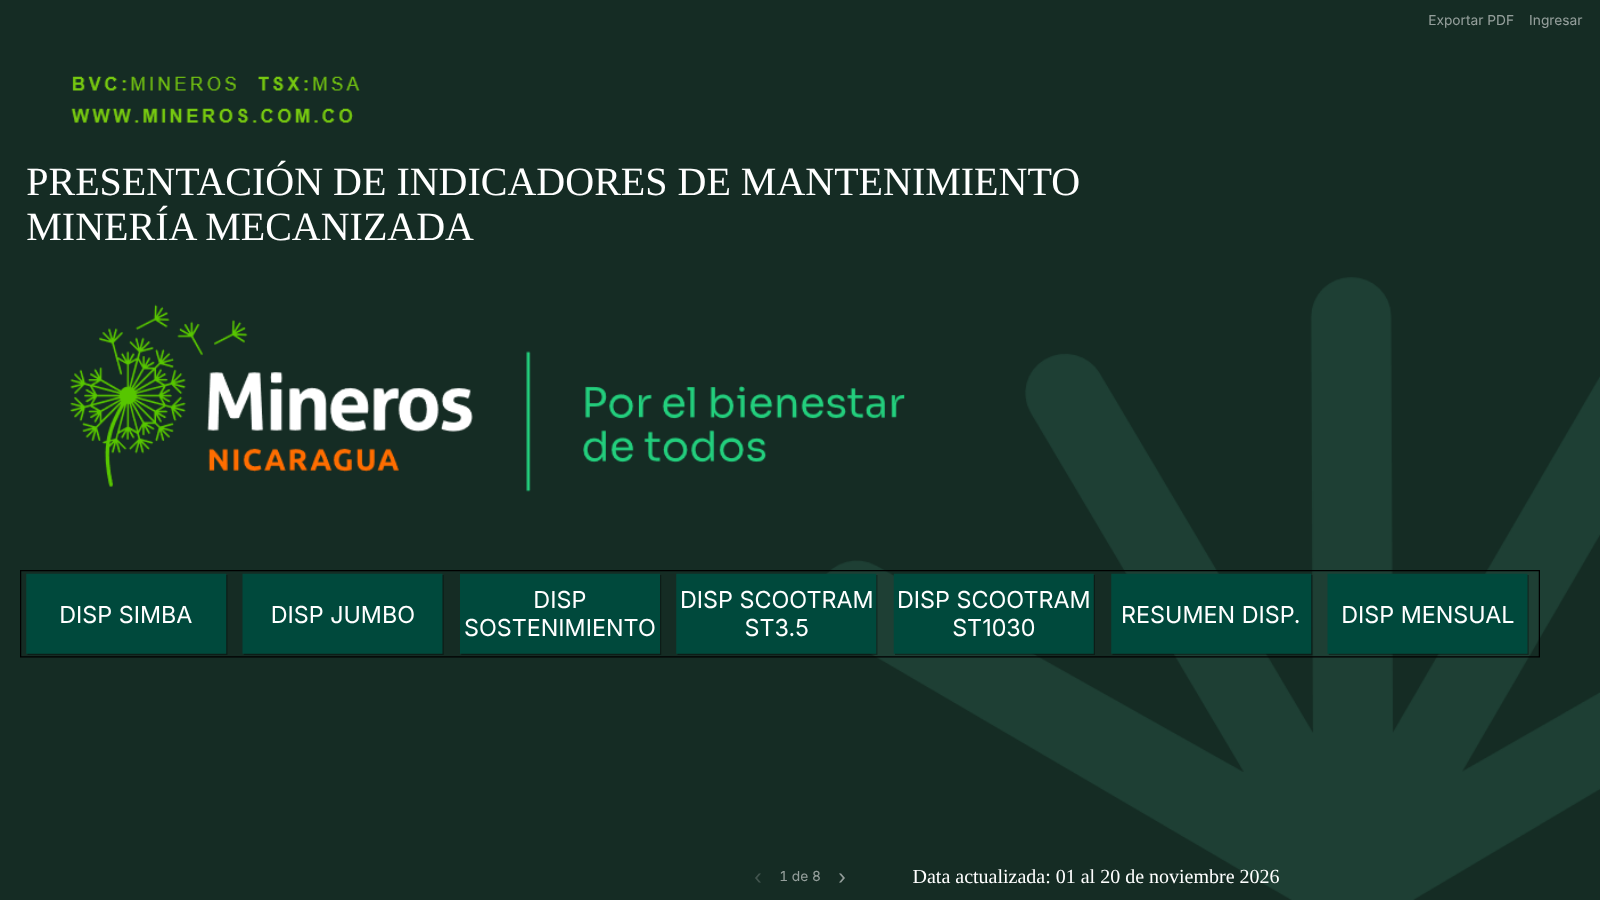 Exportar PDF Ingresar
BVC:MINEROS TSX:MSA
WWW.MINEROS.COM.CO
PRESENTACIÓN DE INDICADORES DE MANTENIMIENTO
MINERÍA MECANIZADA
Mineros
NICARAGUA
Por el bienestar
de todos
DISP SIMBA
DISP JUMBO
DISP
SOSTENIMIENTO
DISP SCOOTRAM
ST3.5
DISP SCOOTRAM
ST1030
RESUMEN DISP.
DISP MENSUAL
1 de 8
Data actualizada: 01 al 20 de noviembre 2026